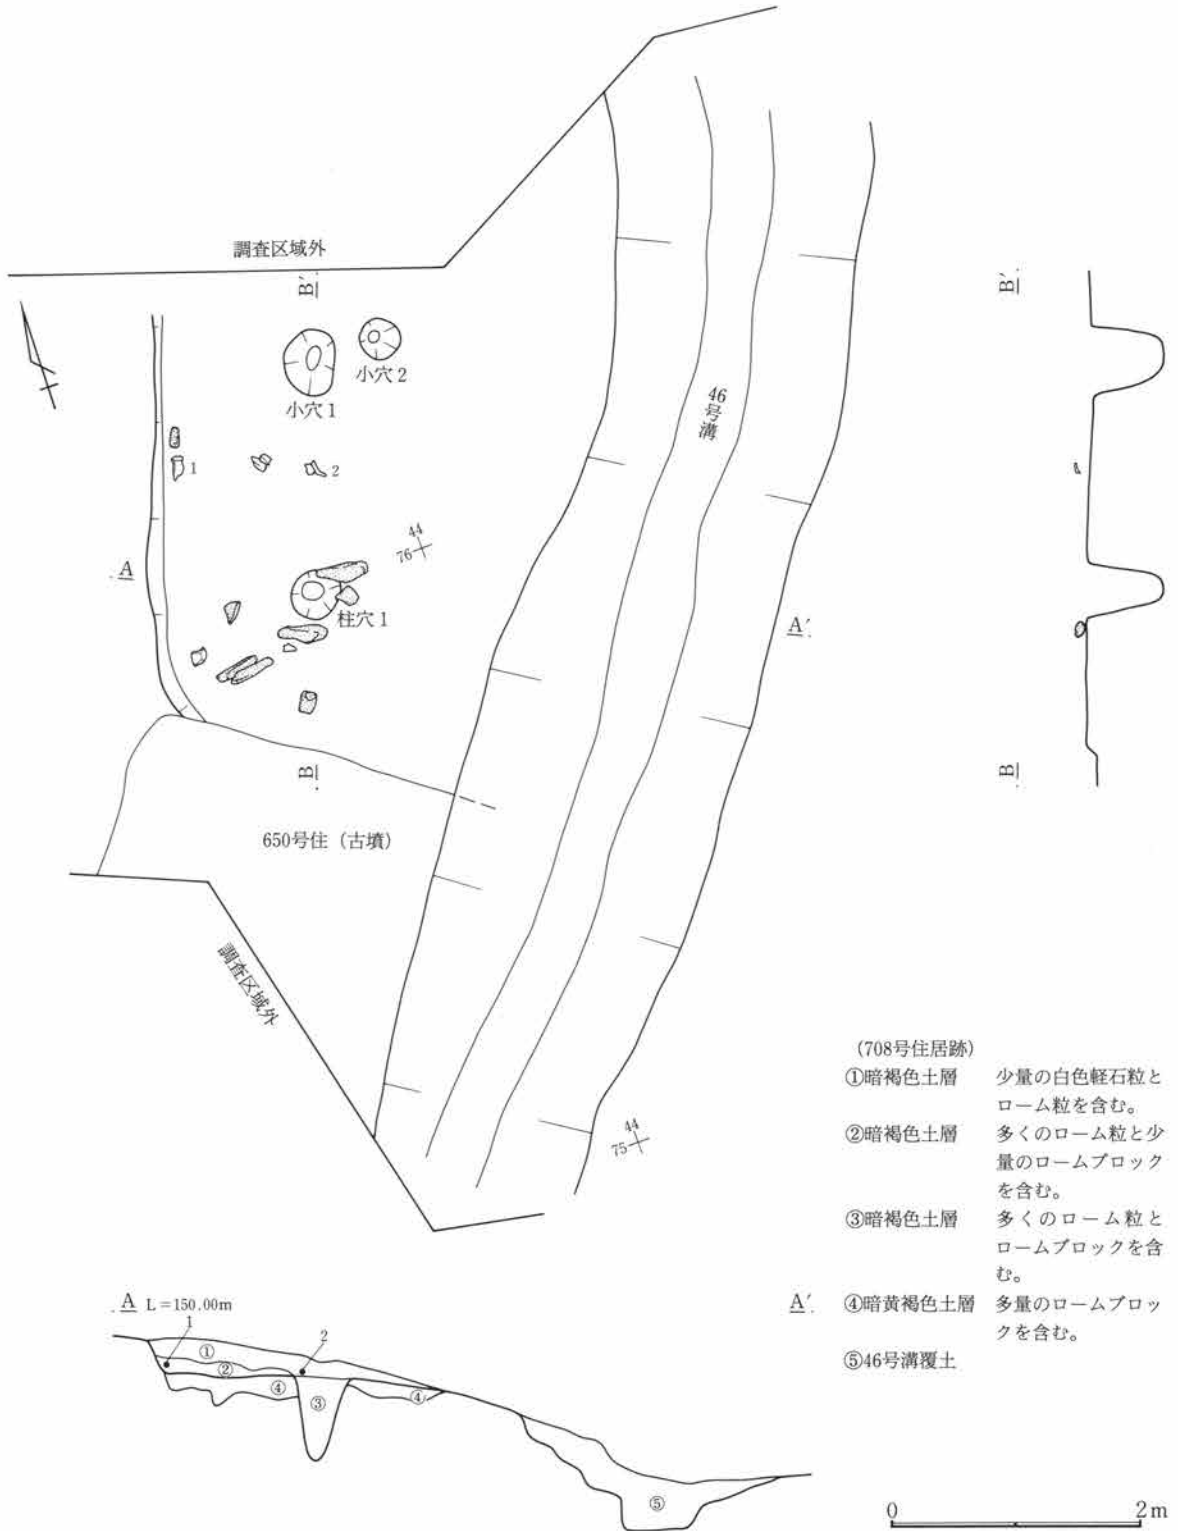 調査区域外
B′
B′
小穴2
小穴1
46号溝
1
2
44
76
A
柱穴1
A′
B
B
650号住（古墳）
調査区域外
44
75
（708号住居跡）
①暗褐色土層 少量の白色軽石粒と
ローム粒を含む。
②暗褐色土層 多くのローム粒と少
量のロームブロック
を含む。
③暗褐色土層 多くのローム粒と
ロームブロックを含
む。
④暗黄褐色土層 多量のロームブロッ
クを含む。
⑤46号溝覆土
A L＝150.00m
A′
1
2
①
②
④
③
④
⑤
0 2m